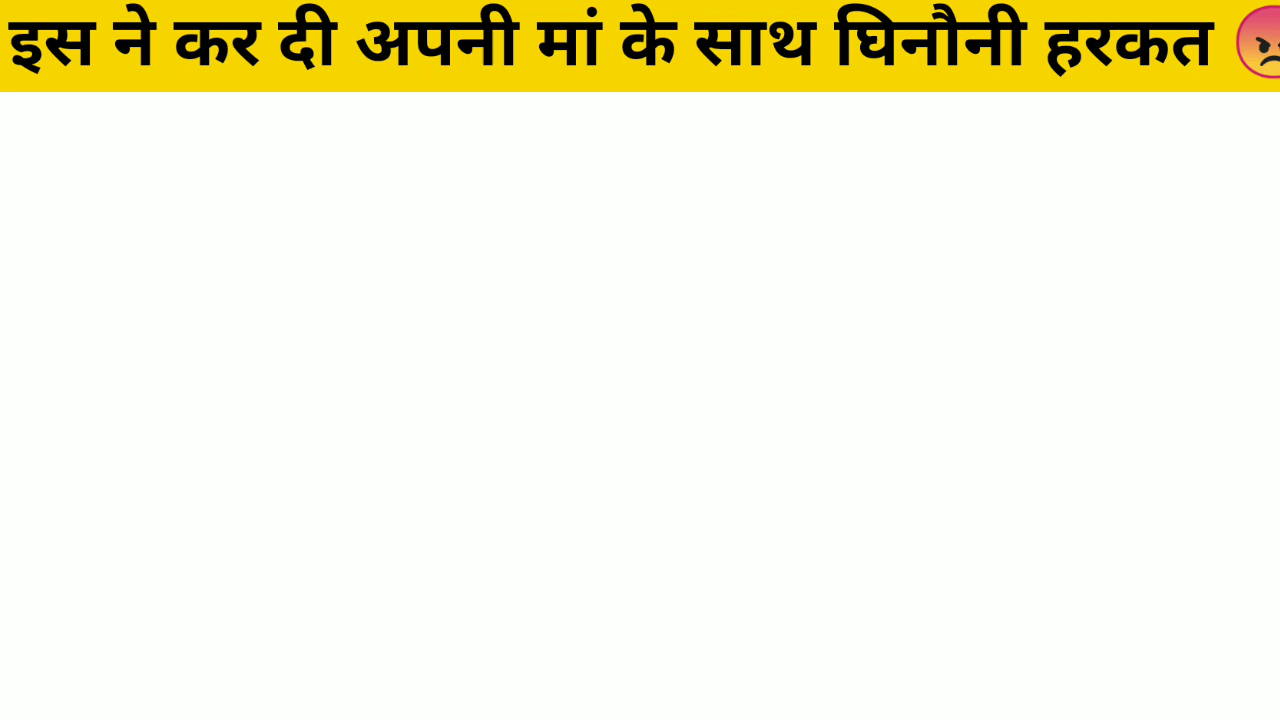 इस ने कर दी अपनी मां के साथ घिनौनी हरकत 😡